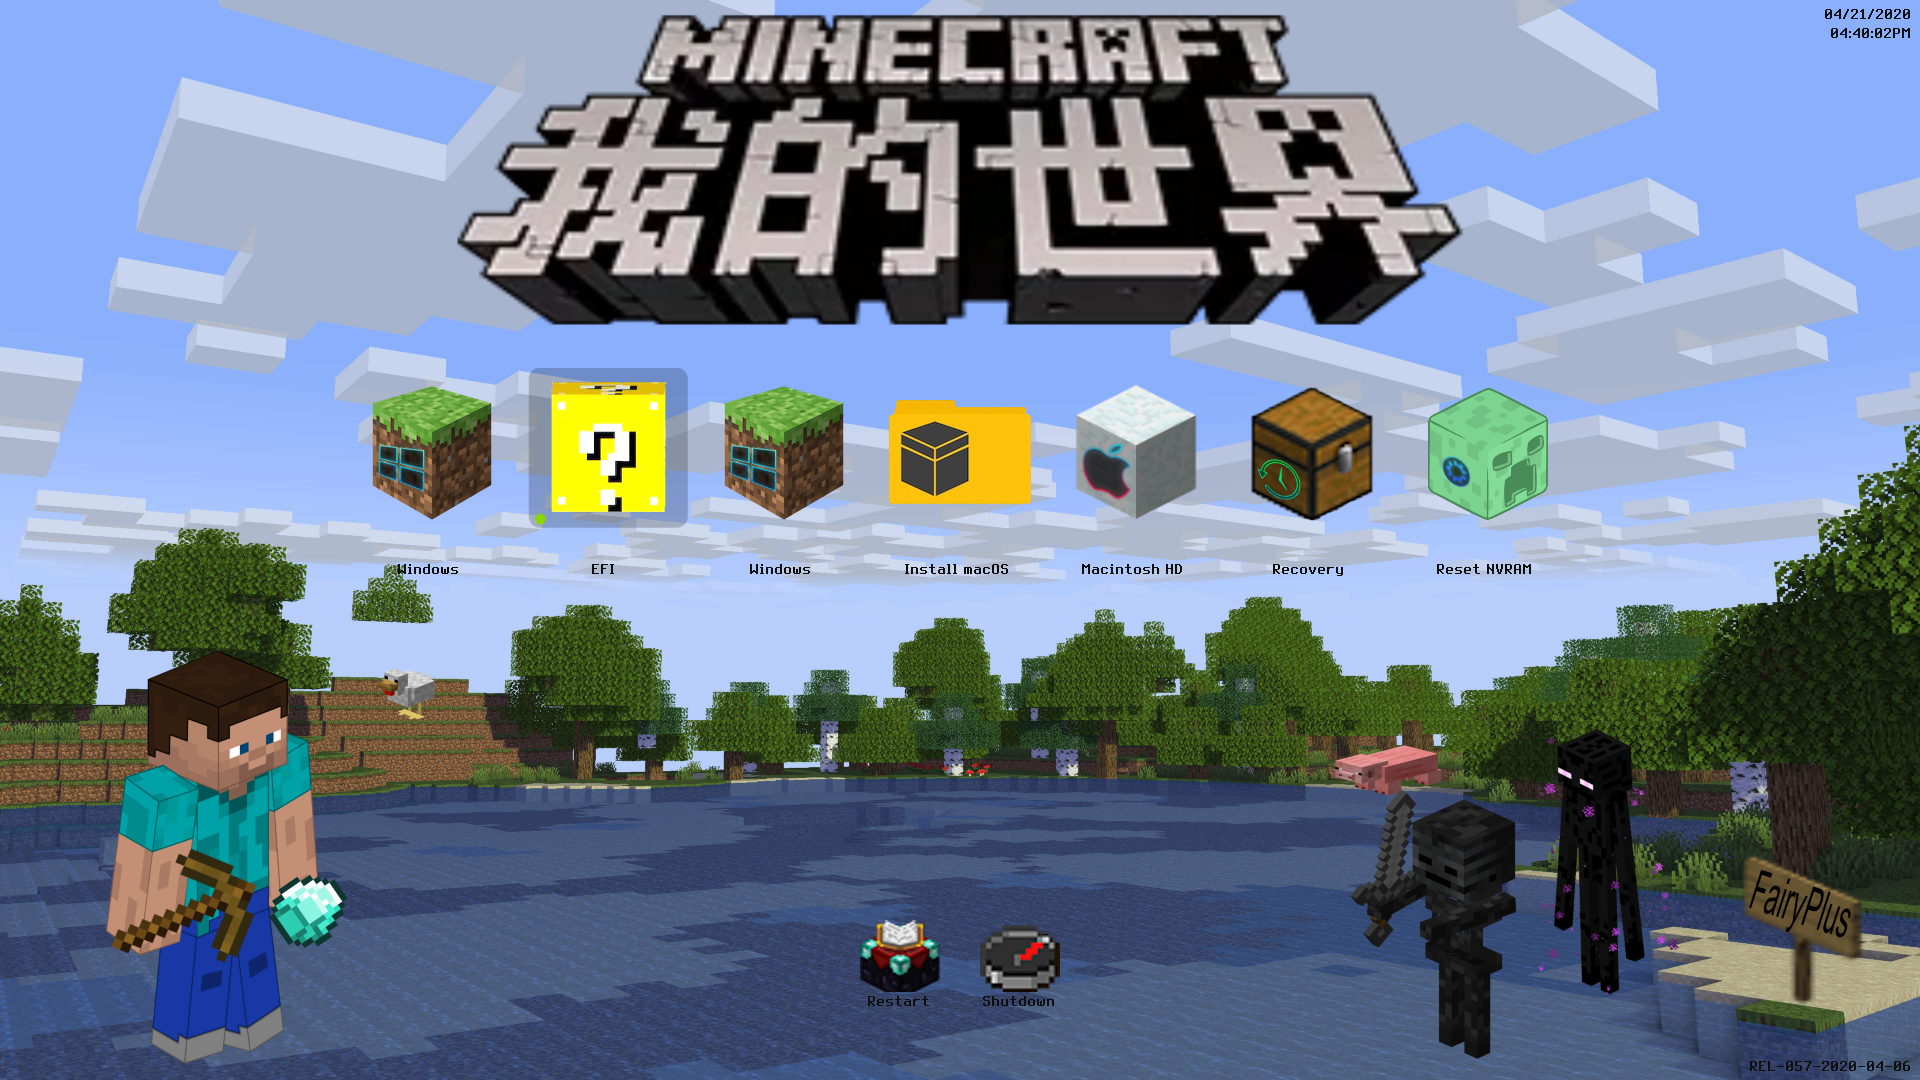 04/21/2020
04:40:02PM
MINECRAFT
我的世界
?
Windows
EFI
Windows
Install macOS
Macintosh HD
Recovery
Reset NVRAM
FairyPlus
Restart
Shutdown
REL-057-2020-04-06